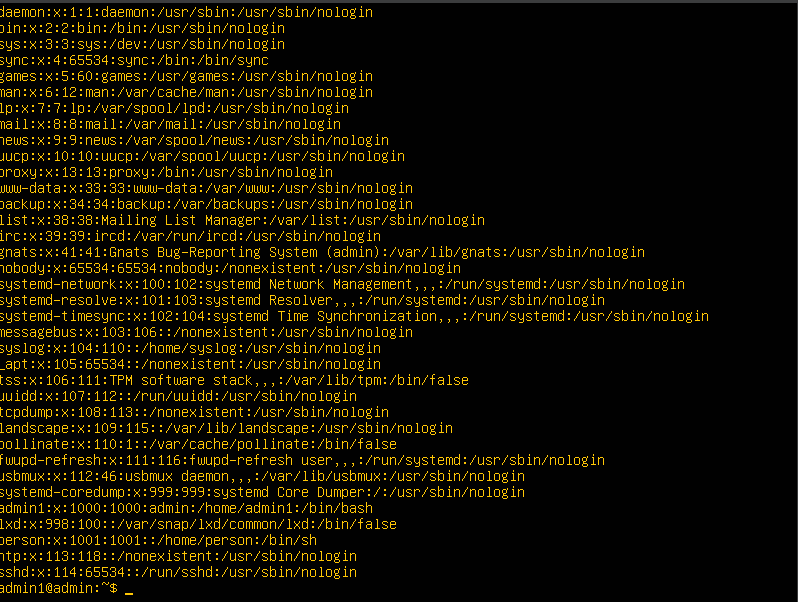 daemon:x:1:1:daemon:/usr/sbin:/usr/sbin/nologin
bin:x:2:2:bin:/bin:/usr/sbin/nologin
sys:x:3:3:sys:/dev:/usr/sbin/nologin
sync:x:4:65534:sync:/bin:/bin/sync
games:x:5:60:games:/usr/games:/usr/sbin/nologin
man:x:6:12:man:/var/cache/man:/usr/sbin/nologin
lp:x:7:7:lp:/var/spool/lpd:/usr/sbin/nologin
mail:x:8:8:mail:/var/mail:/usr/sbin/nologin
news:x:9:9:news:/var/spool/news:/usr/sbin/nologin
uucp:x:10:10:uucp:/var/spool/uucp:/usr/sbin/nologin
proxy:x:13:13:proxy:/bin:/usr/sbin/nologin
www-data:x:33:33:www-data:/var/www:/usr/sbin/nologin
backup:x:34:34:backup:/var/backups:/usr/sbin/nologin
list:x:38:38:Mailing List Manager:/var/list:/usr/sbin/nologin
irc:x:39:39:ircd:/var/run/ircd:/usr/sbin/nologin
gnats:x:41:41:Gnats Bug-Reporting System (admin):/var/lib/gnats:/usr/sbin/nologin
nobody:x:65534:65534:nobody:/nonexistent:/usr/sbin/nologin
systemd-network:x:100:102:systemd Network Management,,,:/run/systemd:/usr/sbin/nologin
systemd-resolve:x:101:103:systemd Resolver,,,:/run/systemd:/usr/sbin/nologin
systemd-timesync:x:102:104:systemd Time Synchronization,,,:/run/systemd:/usr/sbin/nologin
messagebus:x:103:106::/nonexistent:/usr/sbin/nologin
syslog:x:104:110::/home/syslog:/usr/sbin/nologin
_apt:x:105:65534::/nonexistent:/usr/sbin/nologin
tss:x:106:111:TPM software stack,,,:/var/lib/tpm:/bin/false
uuidd:x:107:112::/run/uuidd:/usr/sbin/nologin
tcpdump:x:108:113::/nonexistent:/usr/sbin/nologin
landscape:x:109:115::/var/lib/landscape:/usr/sbin/nologin
pollinate:x:110:1::/var/cache/pollinate:/bin/false
fwupd-refresh:x:111:116:fwupd-refresh user,,,:/run/systemd:/usr/sbin/nologin
usbmux:x:112:46:usbmux daemon,,,:/var/lib/usbmux:/usr/sbin/nologin
systemd-coredump:x:999:999:systemd Core Dumper:/:/usr/sbin/nologin
admin1:x:1000:1000:admin:/home/admin1:/bin/bash
lxd:x:998:100::/var/snap/lxd/common/lxd:/bin/false
person:x:1001:1001::/home/person:/bin/sh
ntp:x:113:118::/nonexistent:/usr/sbin/nologin
sshd:x:114:65534::/run/sshd:/usr/sbin/nologin
admin1@admin:~$ _